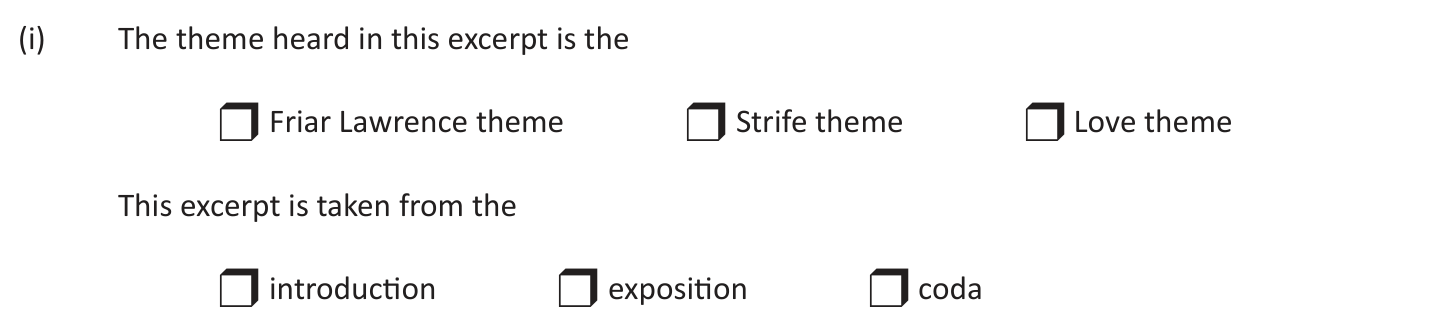 (i) The theme heard in this excerpt is the
Friar Lawrence theme Strife theme Love theme
This excerpt is taken from the
introduction exposition coda